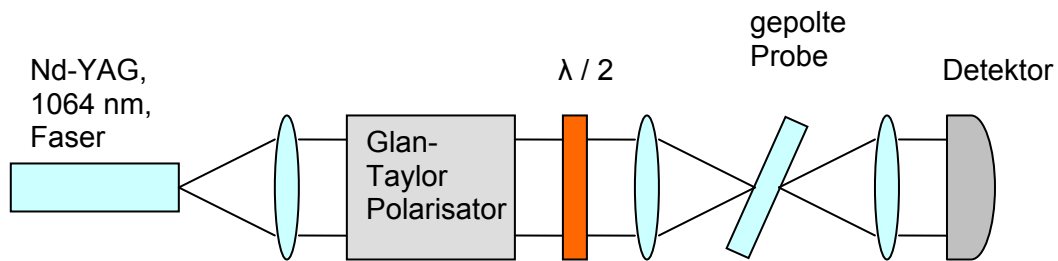 Nd-YAG,
1064 nm,
Faser
Glan-
Taylor
Polarisator
λ / 2
gepolte
Probe
Detektor